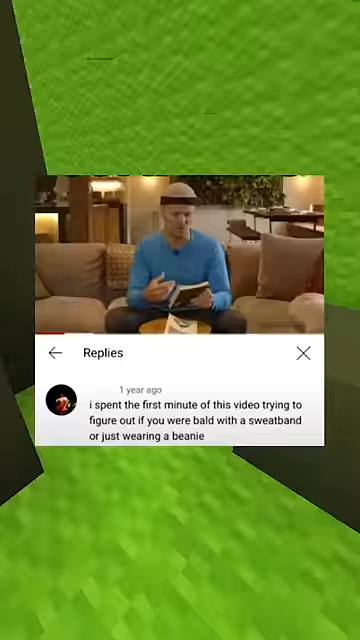 Replies
1 year ago
i spent the first minute of this video trying to
figure out if you were bald with a sweatband
or just wearing a beanie